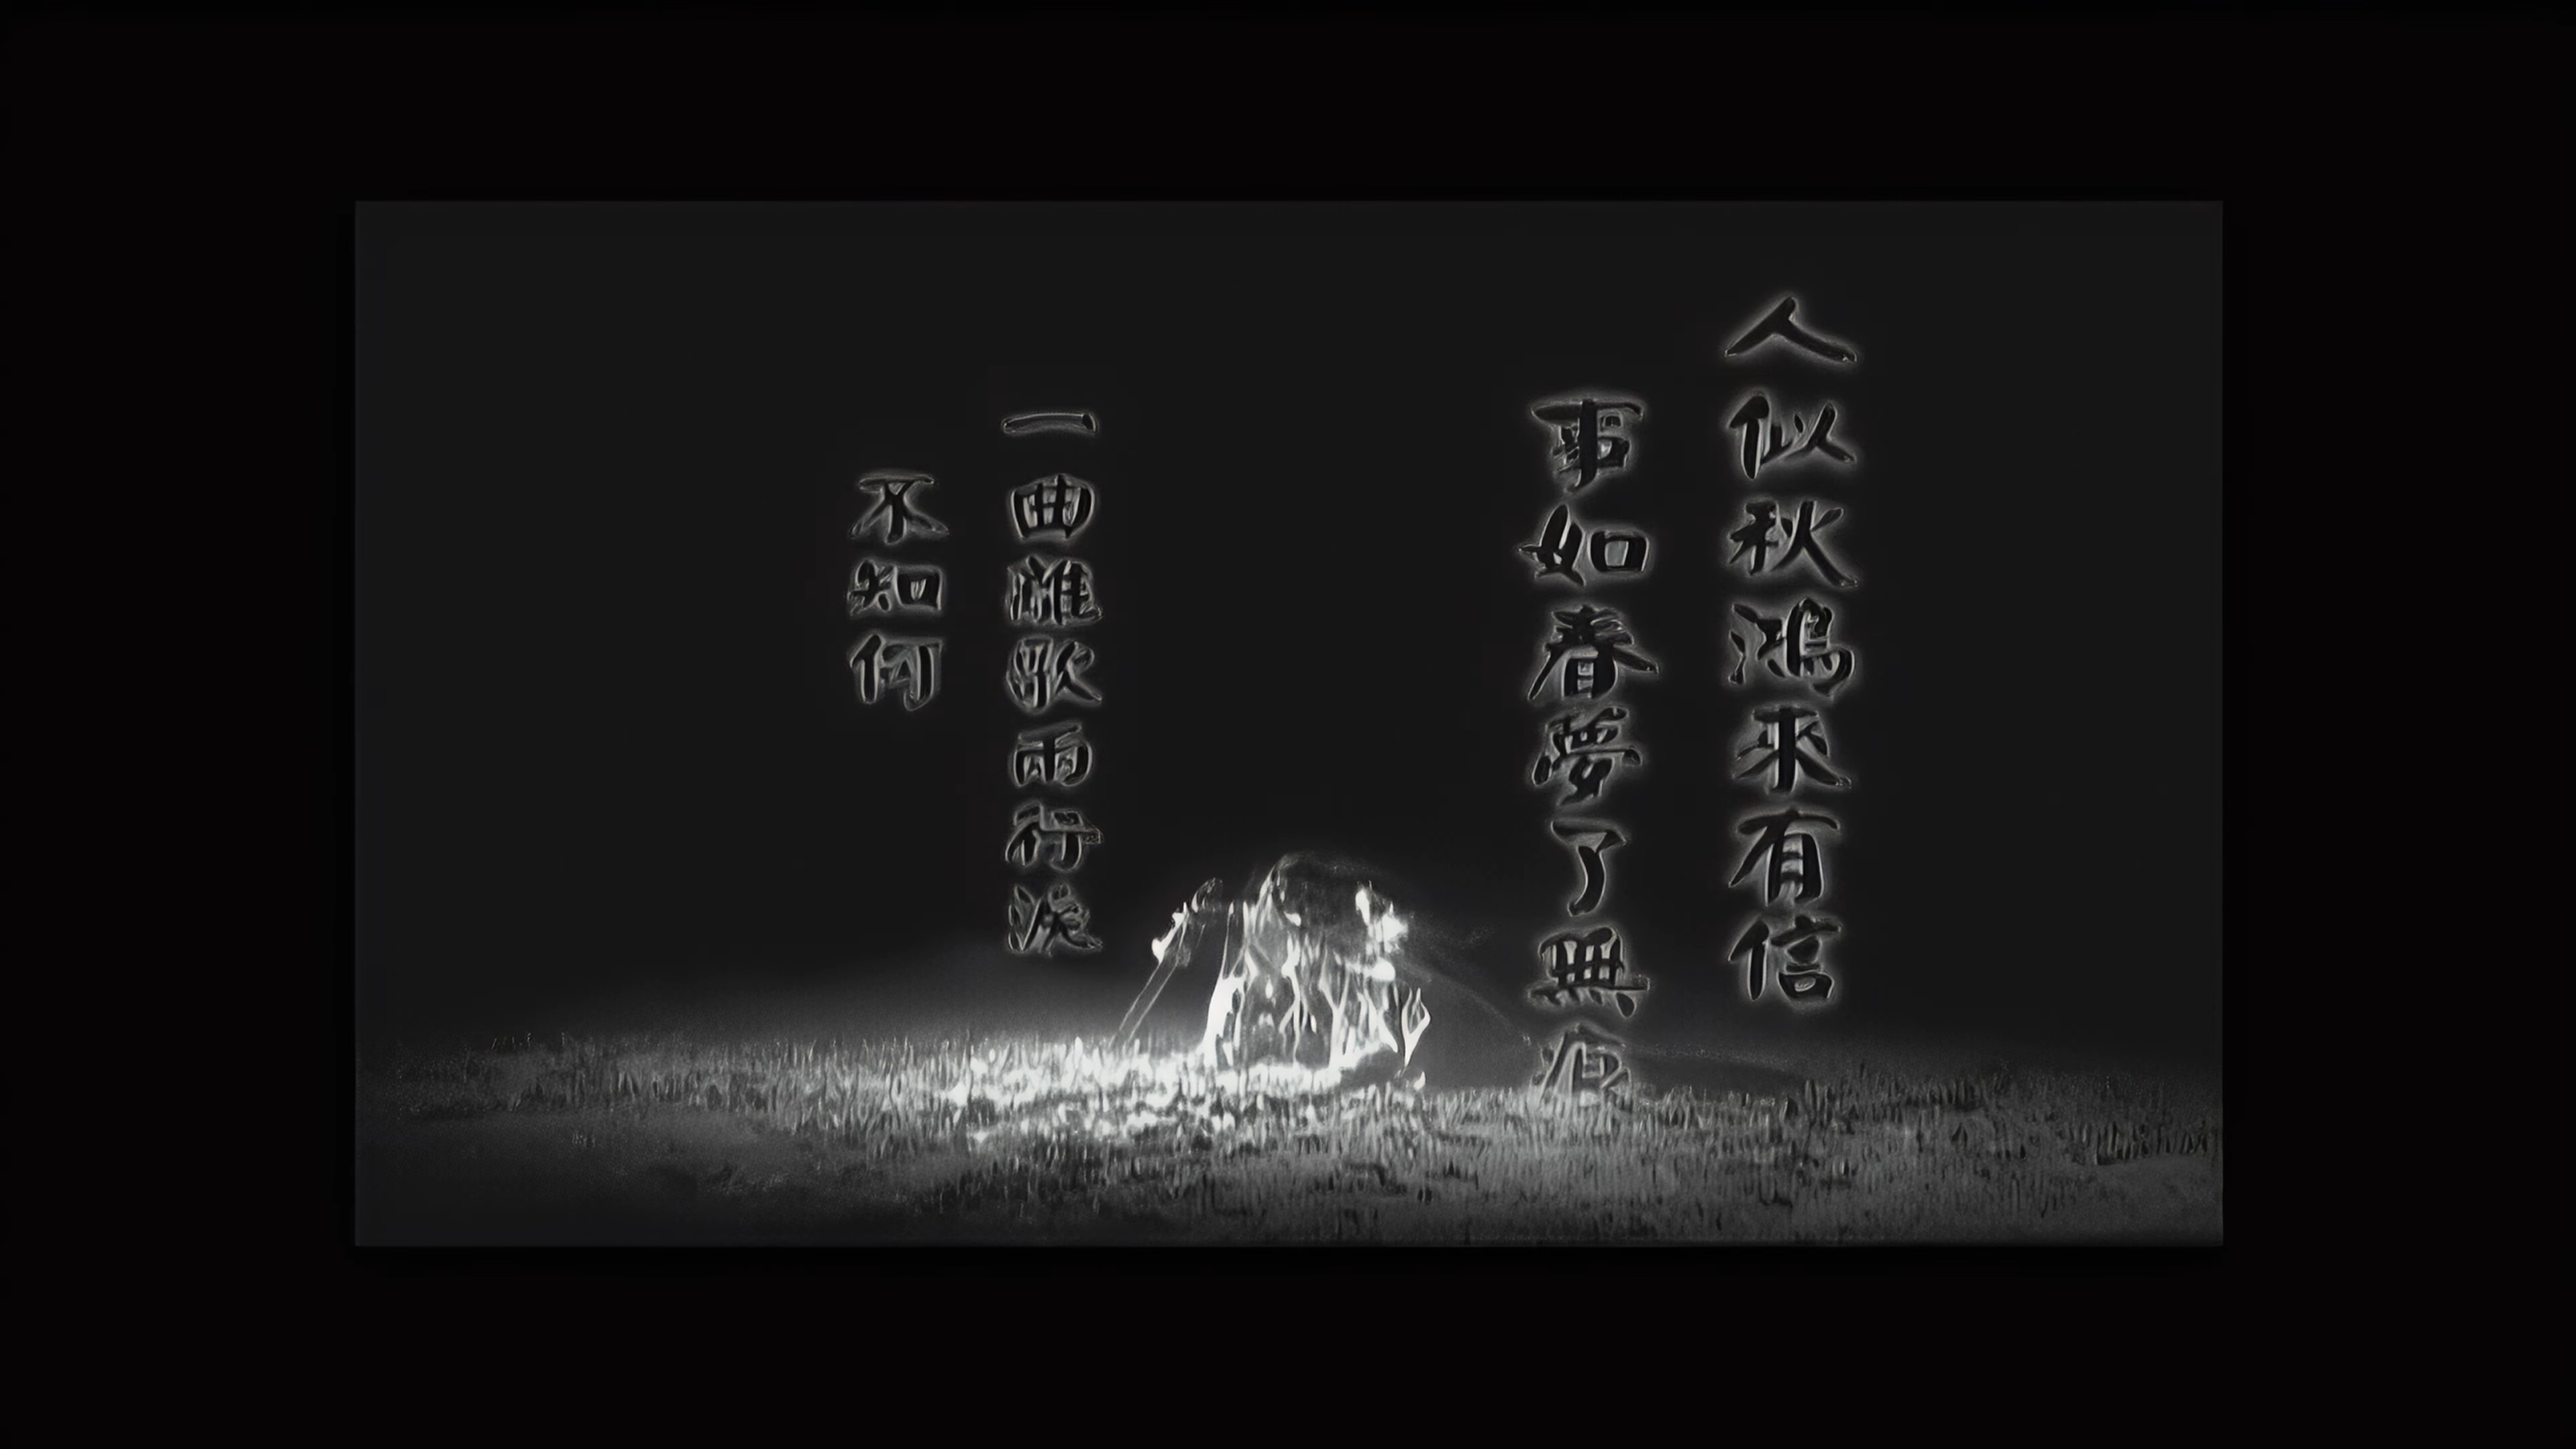 人似秋鴻來有信
事如春夢了無痕
一曲離歌兩行淚
不知何